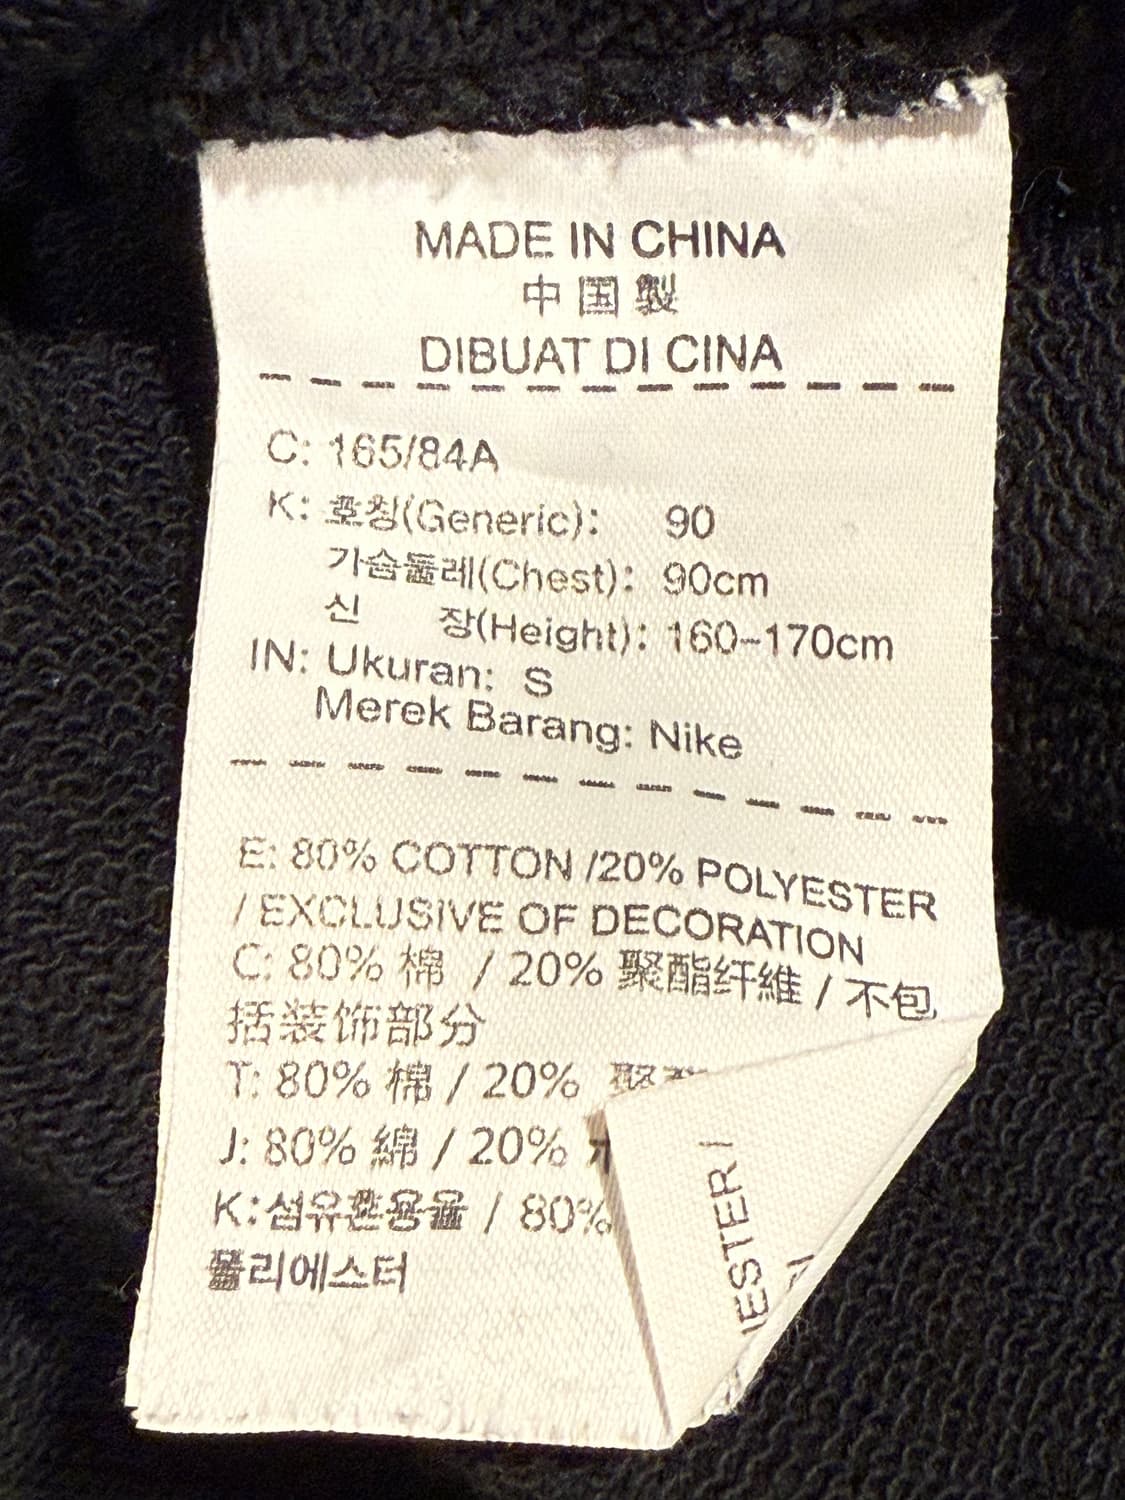 MADE IN CHINA
中国製
DIBUAT DI CINA
C: 165/84A
K: 호칭(Generic): 90
가슴둘레(Chest): 90cm
신 장(Height): 160-170cm
IN: Ukuran: S
Merek Barang: Nike
E: 80% COTTON /20% POLYESTER
/ EXCLUSIVE OF DECORATION
C: 80% 棉 / 20% 聚酯纤維 / 不包
括装饰部分
T: 80% 棉 / 20%
J: 80% 綿 / 20%
K:섬유혼용율 / 80%
폴리에스터
IESTER /